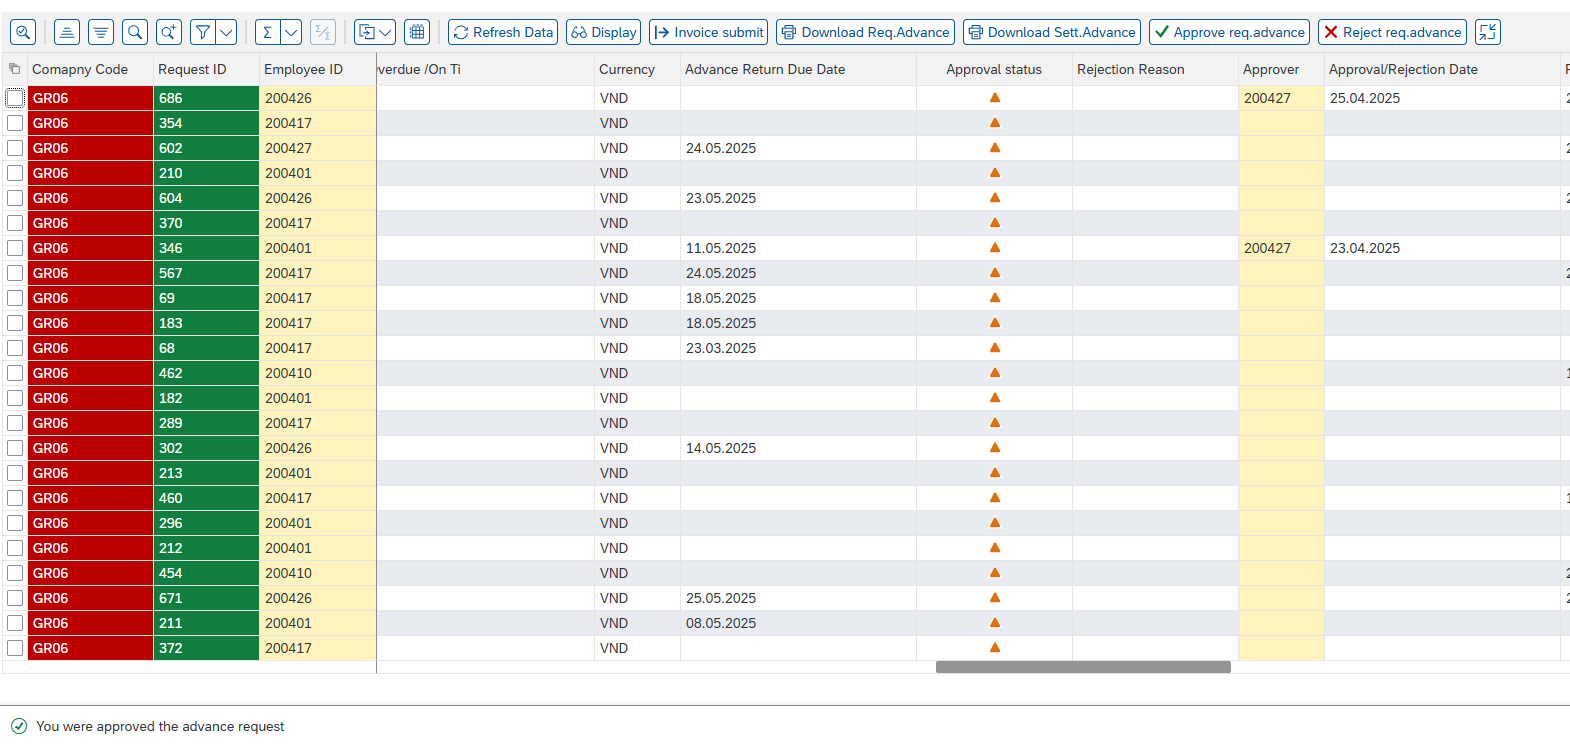 Refresh Data Display Invoice submit Download Req.Advance Download Sett.Advance Approve req.advance Reject req.advance
Comapny Code Request ID Employee ID verdue /On Ti Currency Advance Return Due Date Approval status Rejection Reason Approver Approval/Rejection Date
GR06 686 200426 VND 200427 25.04.2025 2
GR06 354 200417 VND
GR06 602 200427 VND 24.05.2025 2
GR06 210 200401 VND
GR06 604 200426 VND 23.05.2025 2
GR06 370 200417 VND
GR06 346 200401 VND 11.05.2025 200427 23.04.2025
GR06 567 200417 VND 24.05.2025 2
GR06 69 200417 VND 18.05.2025
GR06 183 200417 VND 18.05.2025
GR06 68 200417 VND 23.03.2025
GR06 462 200410 VND 1
GR06 182 200401 VND
GR06 289 200417 VND
GR06 302 200426 VND 14.05.2025
GR06 213 200401 VND
GR06 460 200417 VND 1
GR06 296 200401 VND
GR06 212 200401 VND
GR06 454 200410 VND 2
GR06 671 200426 VND 25.05.2025 2
GR06 211 200401 VND 08.05.2025
GR06 372 200417 VND
You were approved the advance request